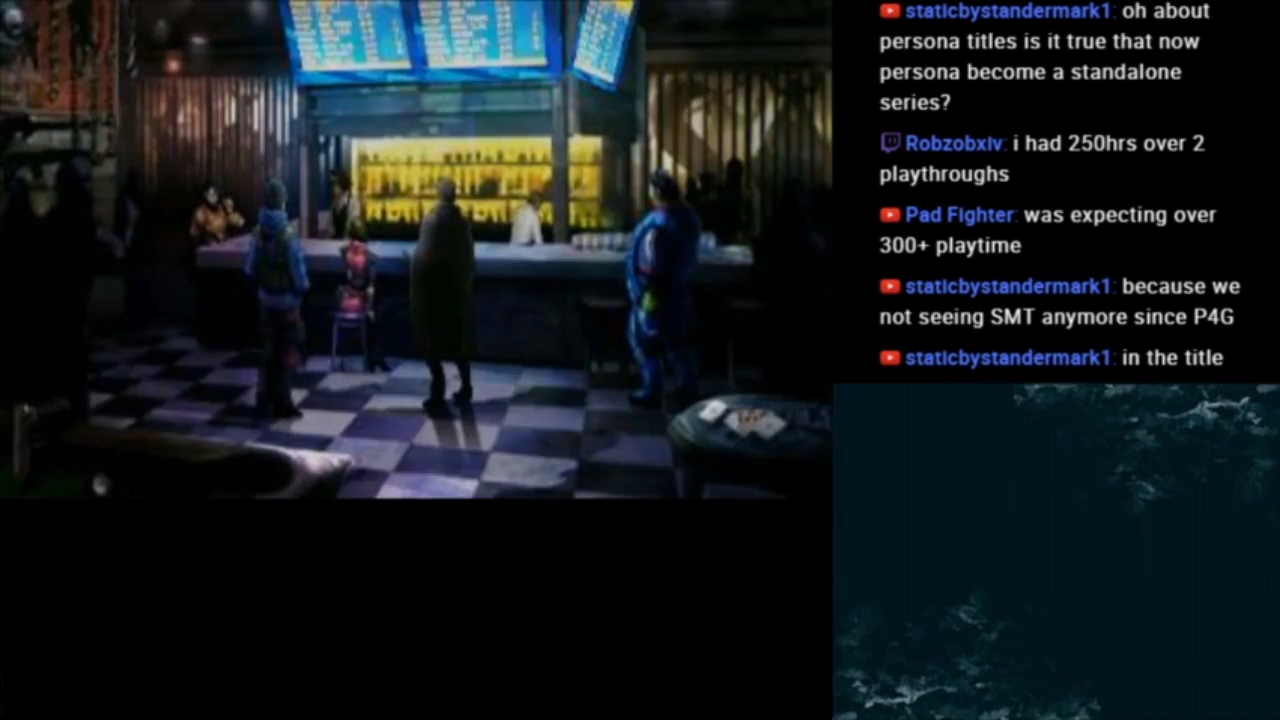 staticbystandermark1: oh about
persona titles is it true that now
persona become a standalone
series?
Robzobxiv: i had 250hrs over 2
playthroughs
Pad Fighter: was expecting over
300+ playtime
staticbystandermark1: because we
not seeing SMT anymore since P4G
staticbystandermark1: in the title